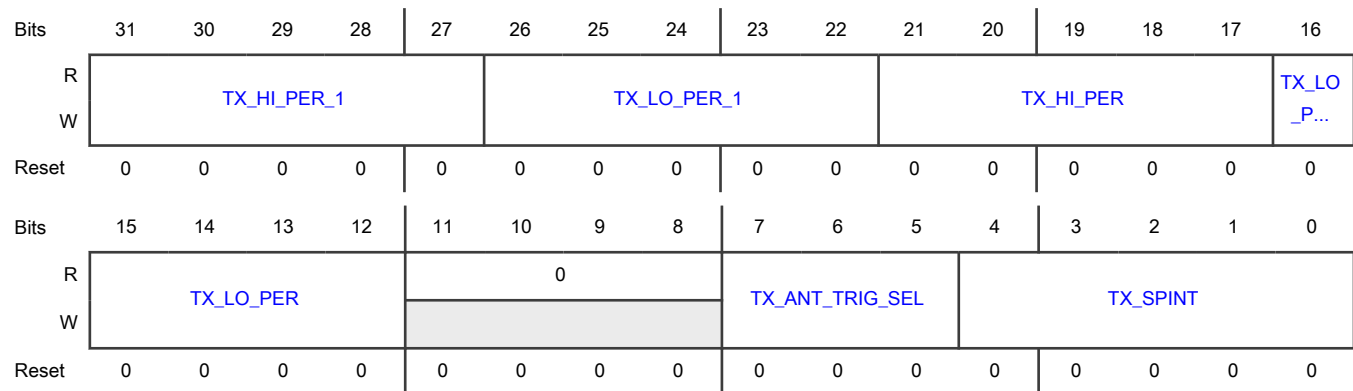 Bits 31 30 29 28 27 26 25 24 23 22 21 20 19 18 17 16
R
TX_HI_PER_1 TX_LO_PER_1 TX_HI_PER TX_LO
_P...
W
Reset 0 0 0 0 0 0 0 0 0 0 0 0 0 0 0 0
Bits 15 14 13 12 11 10 9 8 7 6 5 4 3 2 1 0
R 0
TX_LO_PER TX_ANT_TRIG_SEL TX_SPINT
W
Reset 0 0 0 0 0 0 0 0 0 0 0 0 0 0 0 0